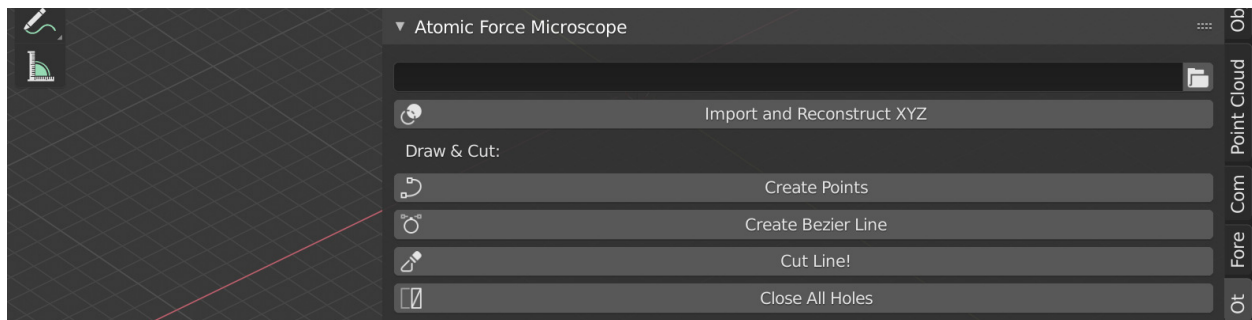 Atomic Force Microscope
Import and Reconstruct XYZ
Draw & Cut:
Create Points
Create Bezier Line
Cut Line!
Close All Holes
Ob
Point Cloud
Com
Fore
Ot